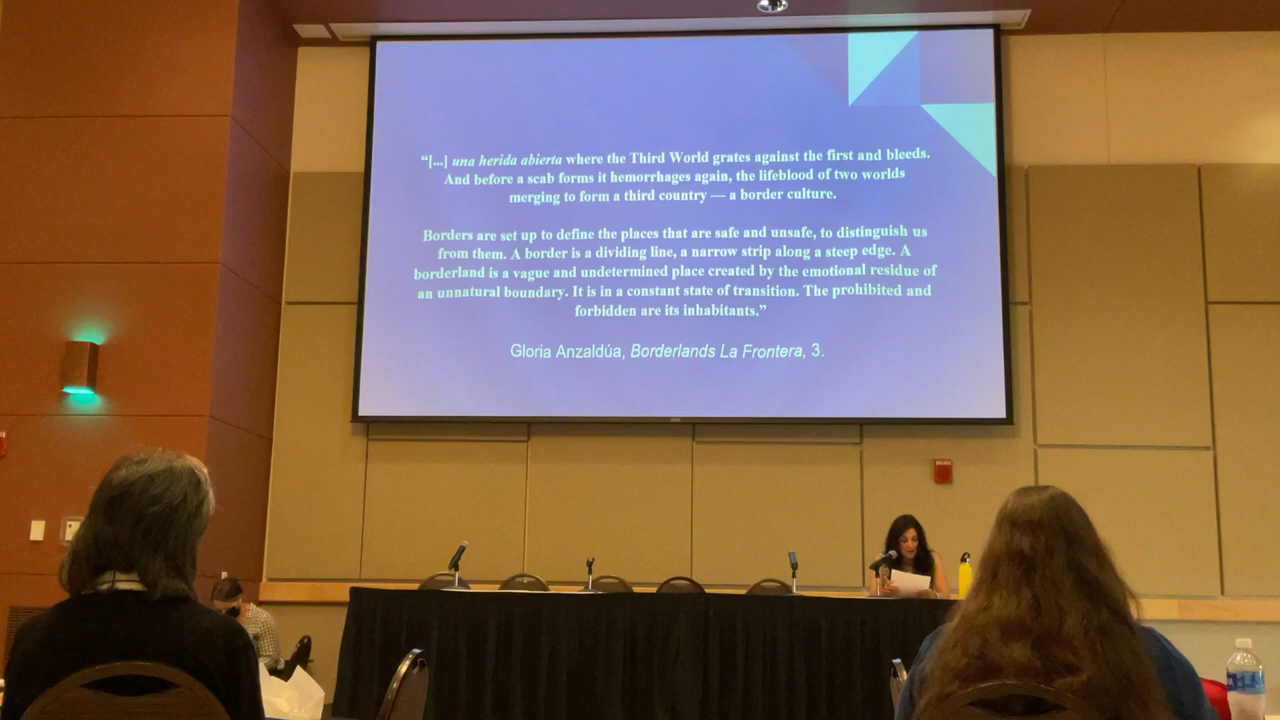 “[...] una herida abierta where the Third World grates against the first and bleeds.
And before a scab forms it hemorrhages again, the lifeblood of two worlds
merging to form a third country — a border culture.
Borders are set up to define the places that are safe and unsafe, to distinguish us
from them. A border is a dividing line, a narrow strip along a steep edge. A
borderland is a vague and undetermined place created by the emotional residue of
an unnatural boundary. It is in a constant state of transition. The prohibited and
forbidden are its inhabitants.”
Gloria Anzaldúa, Borderlands La Frontera, 3.